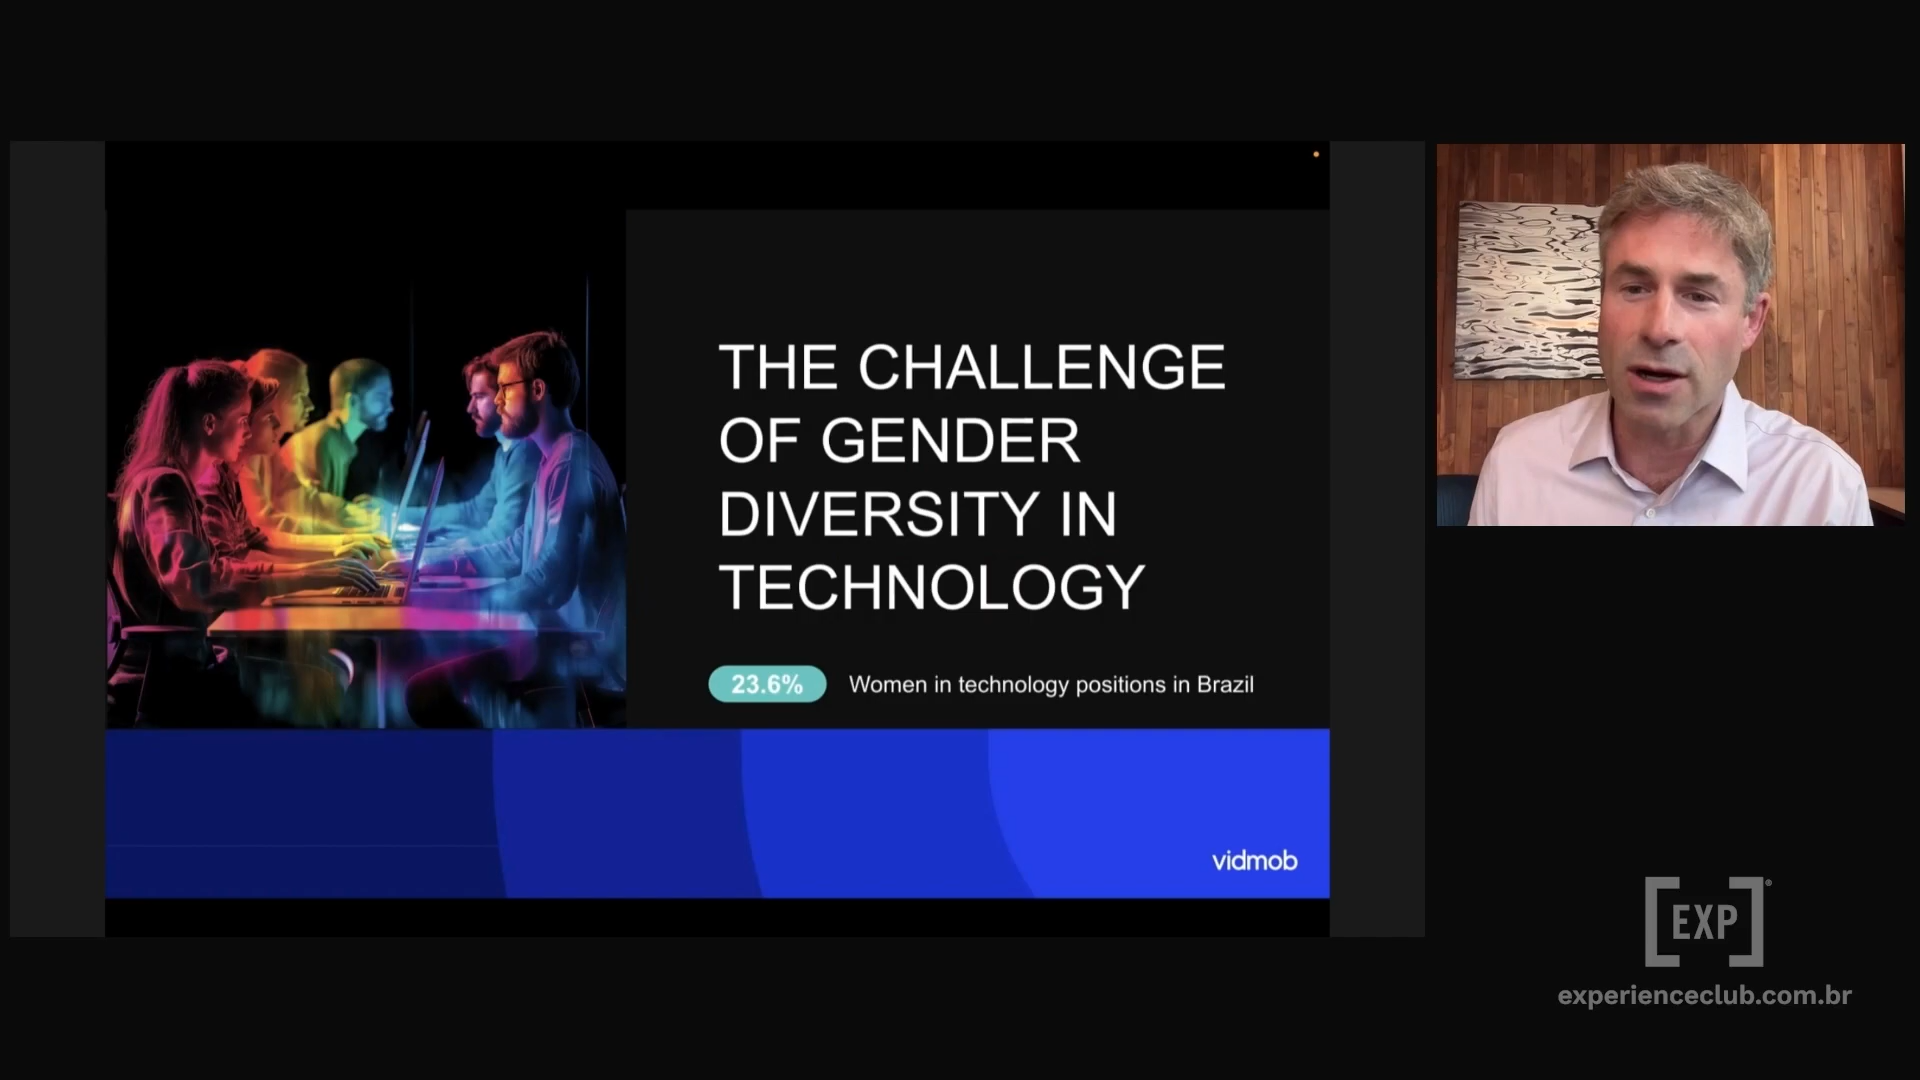 THE CHALLENGE
OF GENDER
DIVERSITY IN
TECHNOLOGY
23.6% Women in technology positions in Brazil
vidmob
[EXP]®
experienceclub.com.br